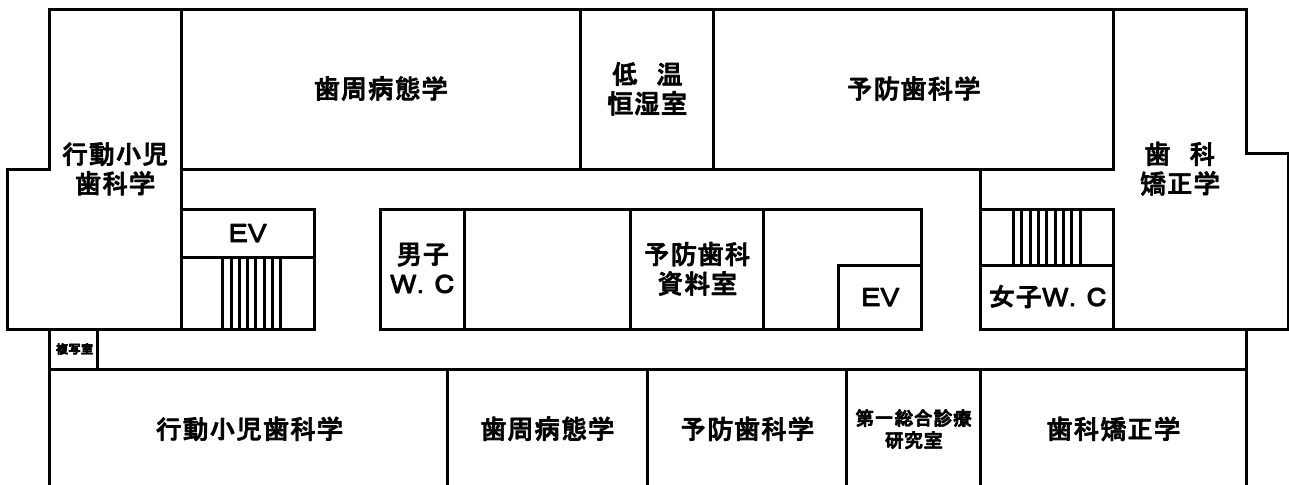 歯周病態学
低 温
恒湿室
予防歯科学
行動小児
歯科学
歯 科
矯正学
EV
男子
W.C
予防歯科
資料室
EV
女子W.C
複写室
行動小児歯科学
歯周病態学
予防歯科学
第一総合診療
研究室
歯科矯正学